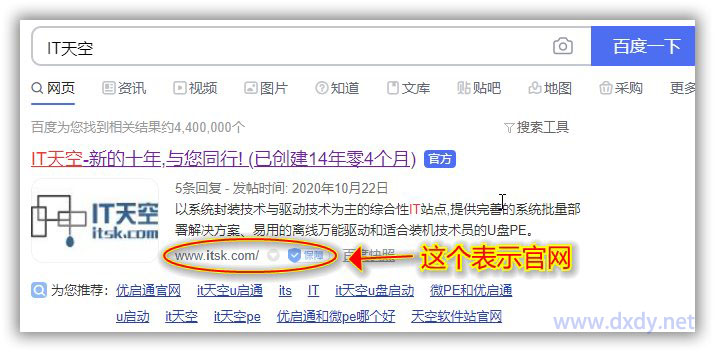 IT天空
百度一下
网页 资讯 视频 图片 知道 文库 贴吧 地图 采购 更多
百度为您找到相关结果约4,400,000个
搜索工具
IT天空-新的十年,与您同行! (已创建14年零4个月) 官方
IT天空
itsk.com
5条回复 - 发帖时间: 2020年10月22日
以系统封装技术与驱动技术为主的综合性IT站点,提供完善的系统批量部
署解决方案、易用的离线万能驱动和适合装机技术员的U盘PE。
www.itsk.com/ 保障 百度快照
这个表示官网
为您推荐: 优启通官网 it天空u启通 its IT it天空u盘启动 微PE和优启通
u启动 it天空 it天空pe 优启通和微pe哪个好 天空软件站官网
www.dxdy.net